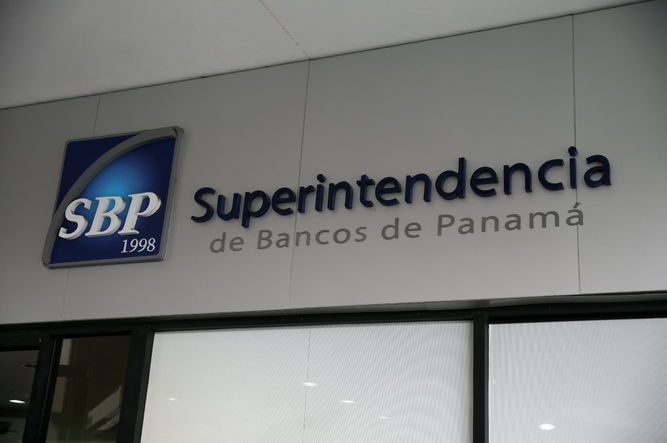 SBP
1998
Superintendencia
de Bancos de Panamá